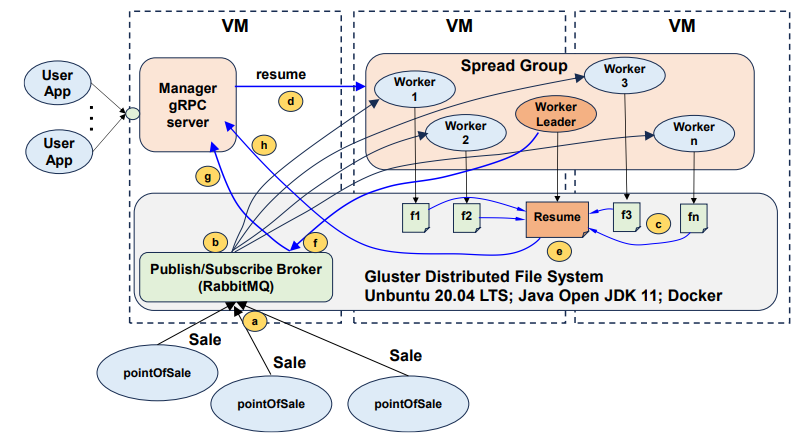 VM
VM
VM
User
App
User
App
Manager
gRPC
server
resume
d
Spread Group
Worker
1
Worker
2
Worker
Leader
Worker
3
Worker
n
h
g
b
f
f1
f2
Resume
f3
fn
c
e
Publish/Subscribe Broker
(RabbitMQ)
Gluster Distributed File System
Unbuntu 20.04 LTS; Java Open JDK 11; Docker
a
Sale
Sale
Sale
pointOfSale
pointOfSale
pointOfSale